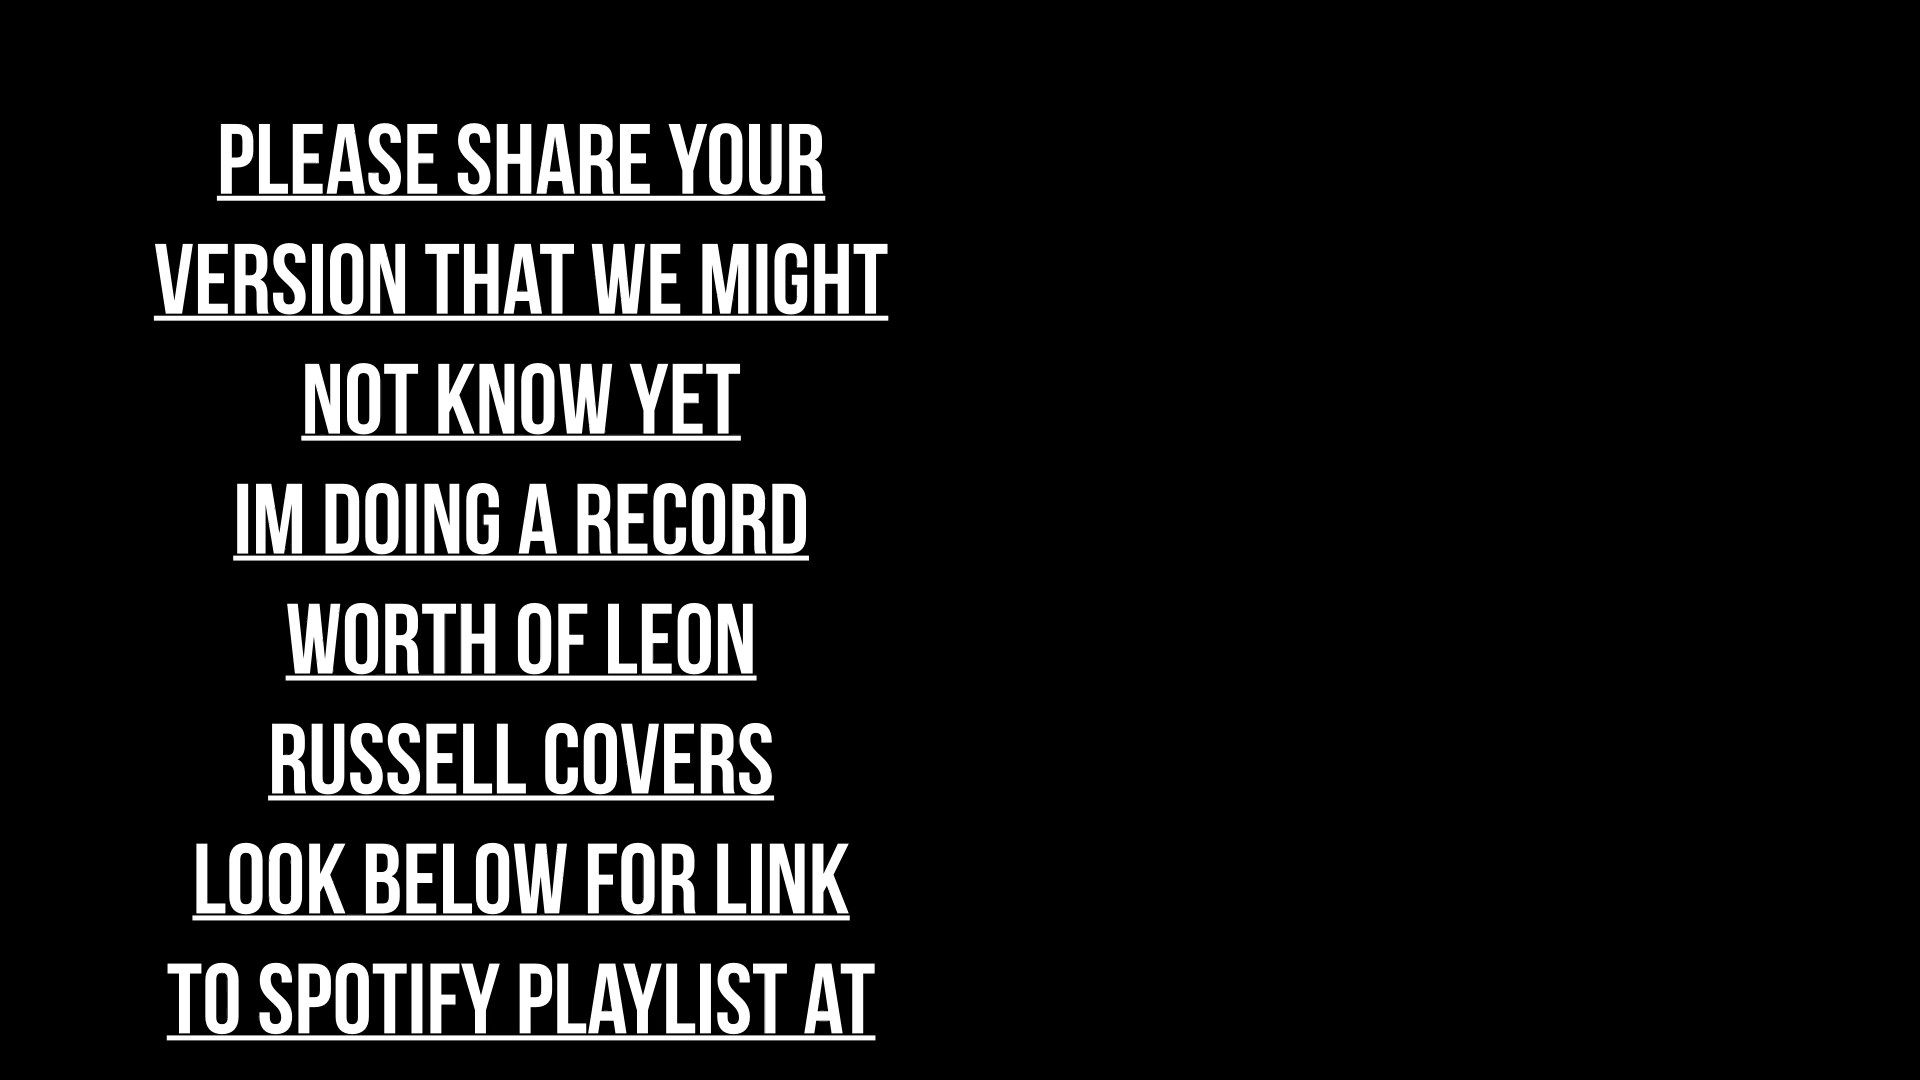 PLEASE SHARE YOUR
VERSION THAT WE MIGHT
NOT KNOW YET
IM DOING A RECORD
WORTH OF LEON
RUSSELL COVERS
LOOK BELOW FOR LINK
TO SPOTIFY PLAYLIST AT